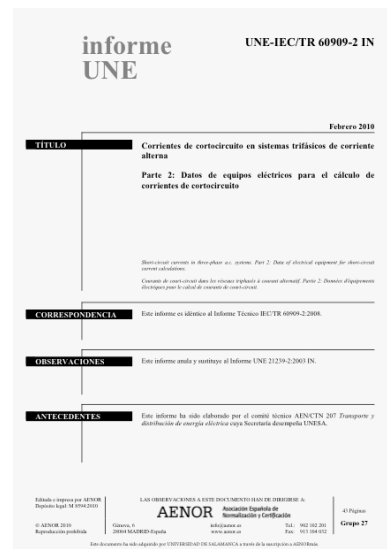 informe
UNE
UNE-IEC/TR 60909-2 IN
Febrero 2010
TÍTULO
Corrientes de cortocircuito en sistemas trifásicos de corriente
alterna
Parte 2: Datos de equipos eléctricos para el cálculo de
corrientes de cortocircuito
Short-circuit currents in three-phase a.c. systems. Part 2: Data of electrical equipment for short-circuit
current calculations.
Courants de court-circuit dans les réseaux triphasés à courant alternatif. Partie 2: Données d'équipements
électriques pour le calcul de courants de court-circuit.
CORRESPONDENCIA
Este informe es idéntico al Informe Técnico IEC/TR 60909-2:2008.
OBSERVACIONES
Este informe anula y sustituye al Informe UNE 21239-2:2003 IN.
ANTECEDENTES
Este informe ha sido elaborado por el comité técnico AEN/CTN 207 Transporte y
distribución de energía eléctrica cuya Secretaría desempeña UNESA.
Editada e impresa por AENOR
Depósito legal: M 8594:2010
LAS OBSERVACIONES A ESTE DOCUMENTO HAN DE DIRIGIRSE A:
AENOR Asociación Española de
Normalización y Certificación
43 Páginas
© AENOR 2010
Reproducción prohibida
Génova, 6
28004 MADRID-España
info@aenor.es
www.aenor.es
Tel.: 902 102 201
Fax: 913 104 032
Grupo 27
Este documento ha sido adquirido por UNIVERSIDAD DE SALAMANCA a través de la suscripción a AENORmás.